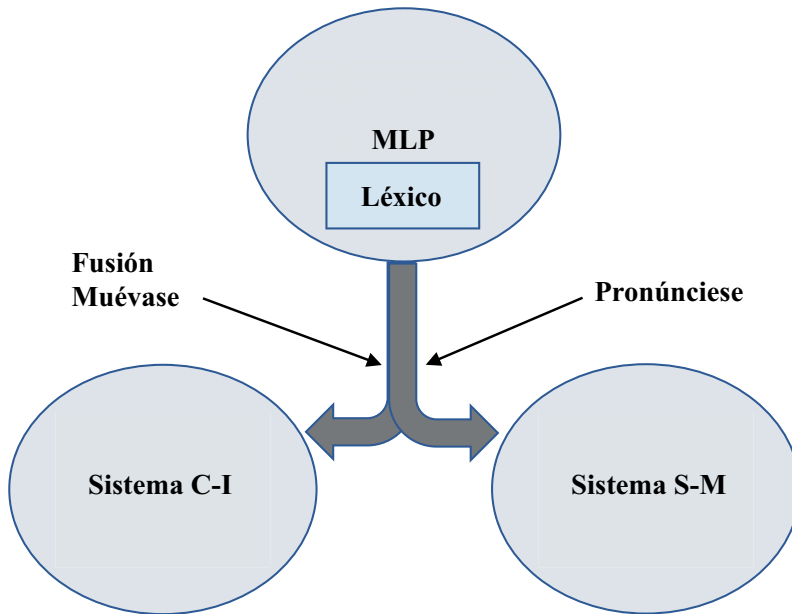 MLP
Léxico
Fusión
Muévase
Pronúnciese
Sistema C-I
Sistema S-M